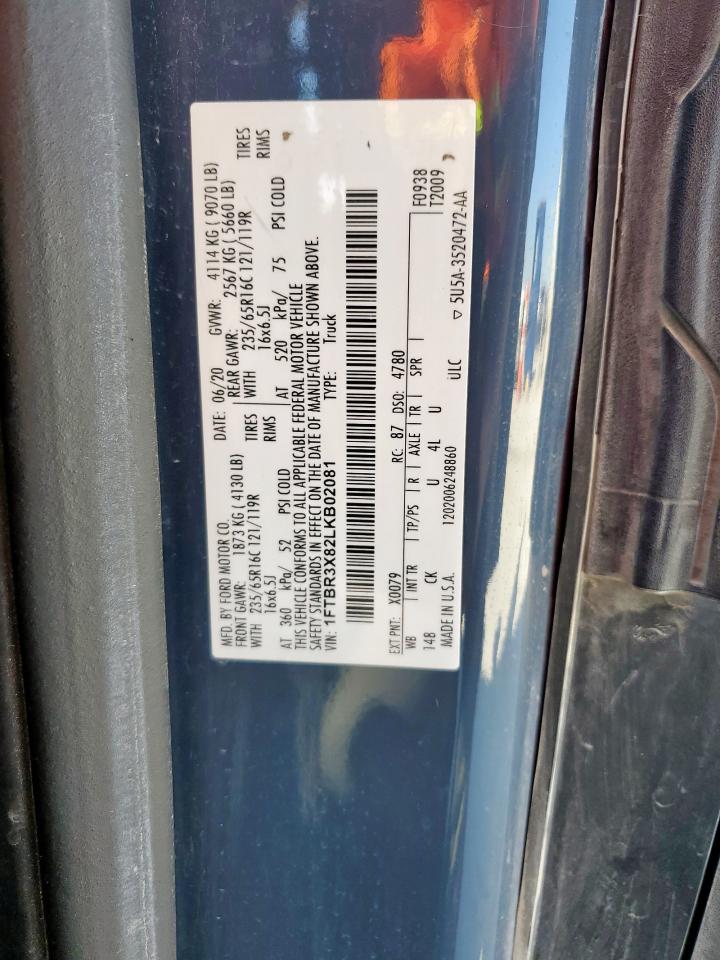 MFD. BY FORD MOTOR CO. DATE: 06/20 GVWR: 4114 KG ( 9070 LB)
FRONT GAWR: 1873 KG ( 4130 LB) REAR GAWR: 2567 KG ( 5660 LB)
WITH 235/65R16C 121/119R TIRES WITH 235/65R16C 121/119R TIRES
16x6.5J RIMS 16x6.5J RIMS
AT 360 kPa/ 52 PSI COLD AT 520 kPa/ 75 PSI COLD
THIS VEHICLE CONFORMS TO ALL APPLICABLE FEDERAL MOTOR VEHICLE
SAFETY STANDARDS IN EFFECT ON THE DATE OF MANUFACTURE SHOWN ABOVE.
VIN: 1FTBR3X82LKB02081 TYPE: Truck
EXT PNT: X0079 RC: 87 DSO: 4780 F0938
WB INT TR TP/PS R AXLE TR SPR T2009
148 CK U 4L U
MADE IN U.S.A. 1202006248860 ULC ▽ 5U5A-3520472-AA